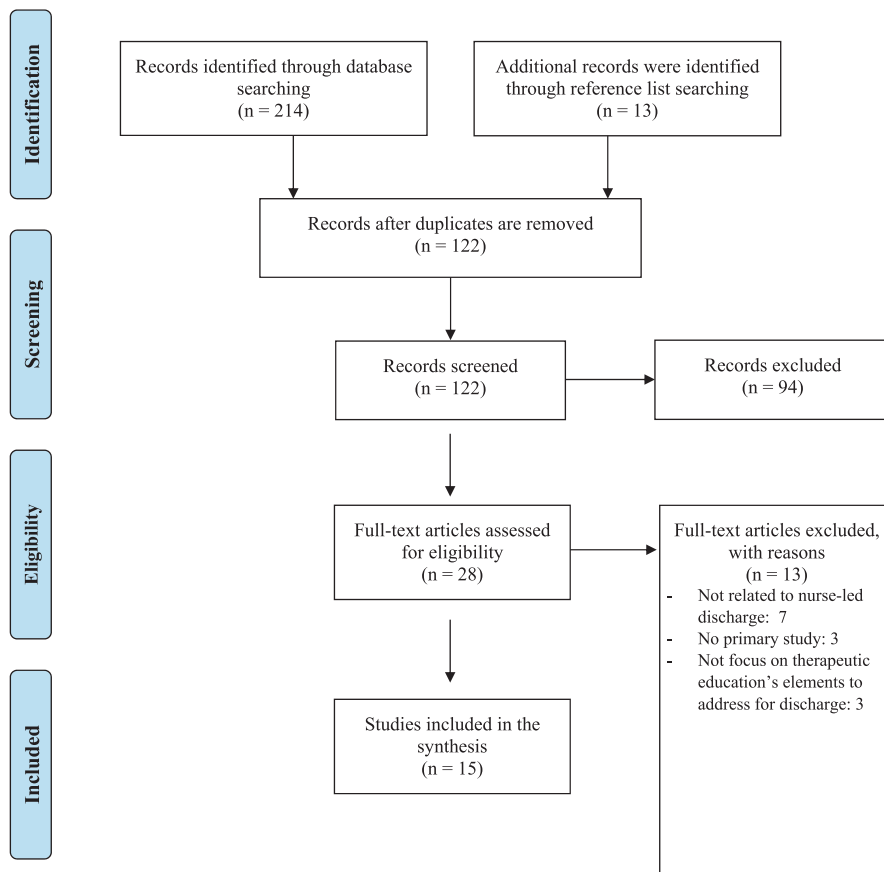 Identification
Records identified through database
searching
(n = 214)
Additional records were identified
through reference list searching
(n = 13)
Records after duplicates are removed
(n = 122)
Screening
Records screened
(n = 122)
Records excluded
(n = 94)
Eligibility
Full-text articles assessed
for eligibility
(n = 28)
Full-text articles excluded,
with reasons
(n = 13)
- Not related to nurse-led
discharge: 7
- No primary study: 3
- Not focus on therapeutic
education’s elements to
address for discharge: 3
Included
Studies included in the
synthesis
(n = 15)